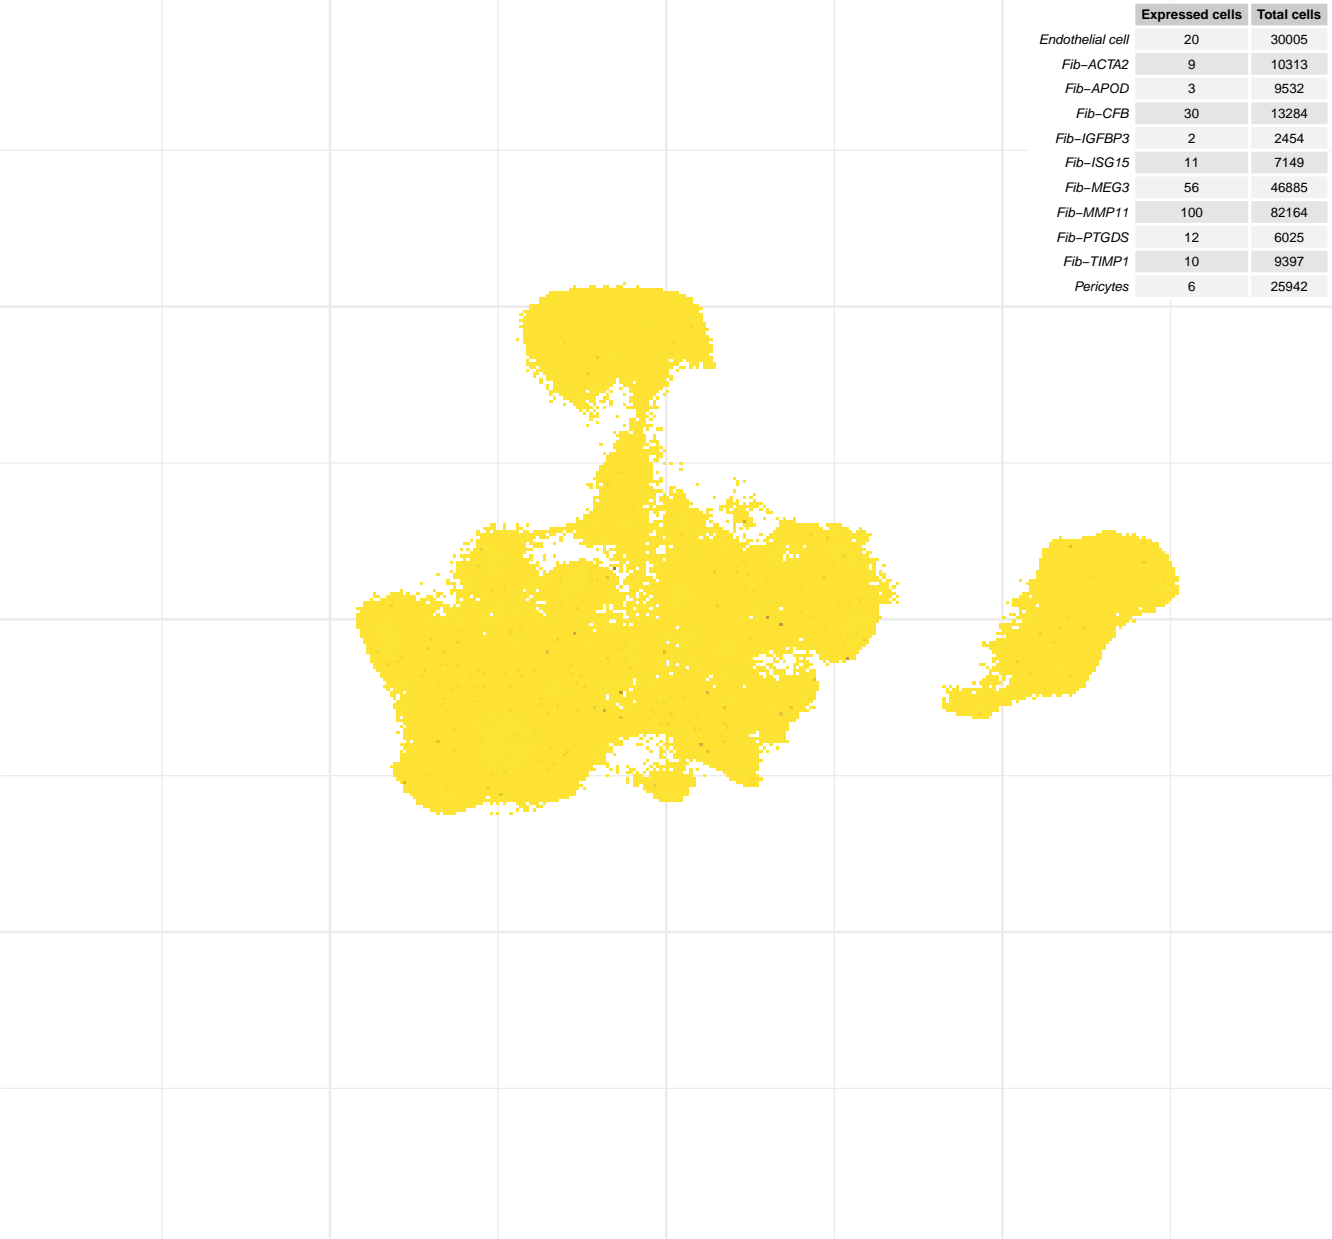 Expressed cells Total cells
Endothelial cell 20 30005
Fib−ACTA2 9 10313
Fib−APOD 3 9532
Fib−CFB 30 13284
Fib−IGFBP3 2 2454
Fib−ISG15 11 7149
Fib−MEG3 56 46885
Fib−MMP11 100 82164
Fib−PTGDS 12 6025
Fib−TIMP1 10 9397
Pericytes 6 25942